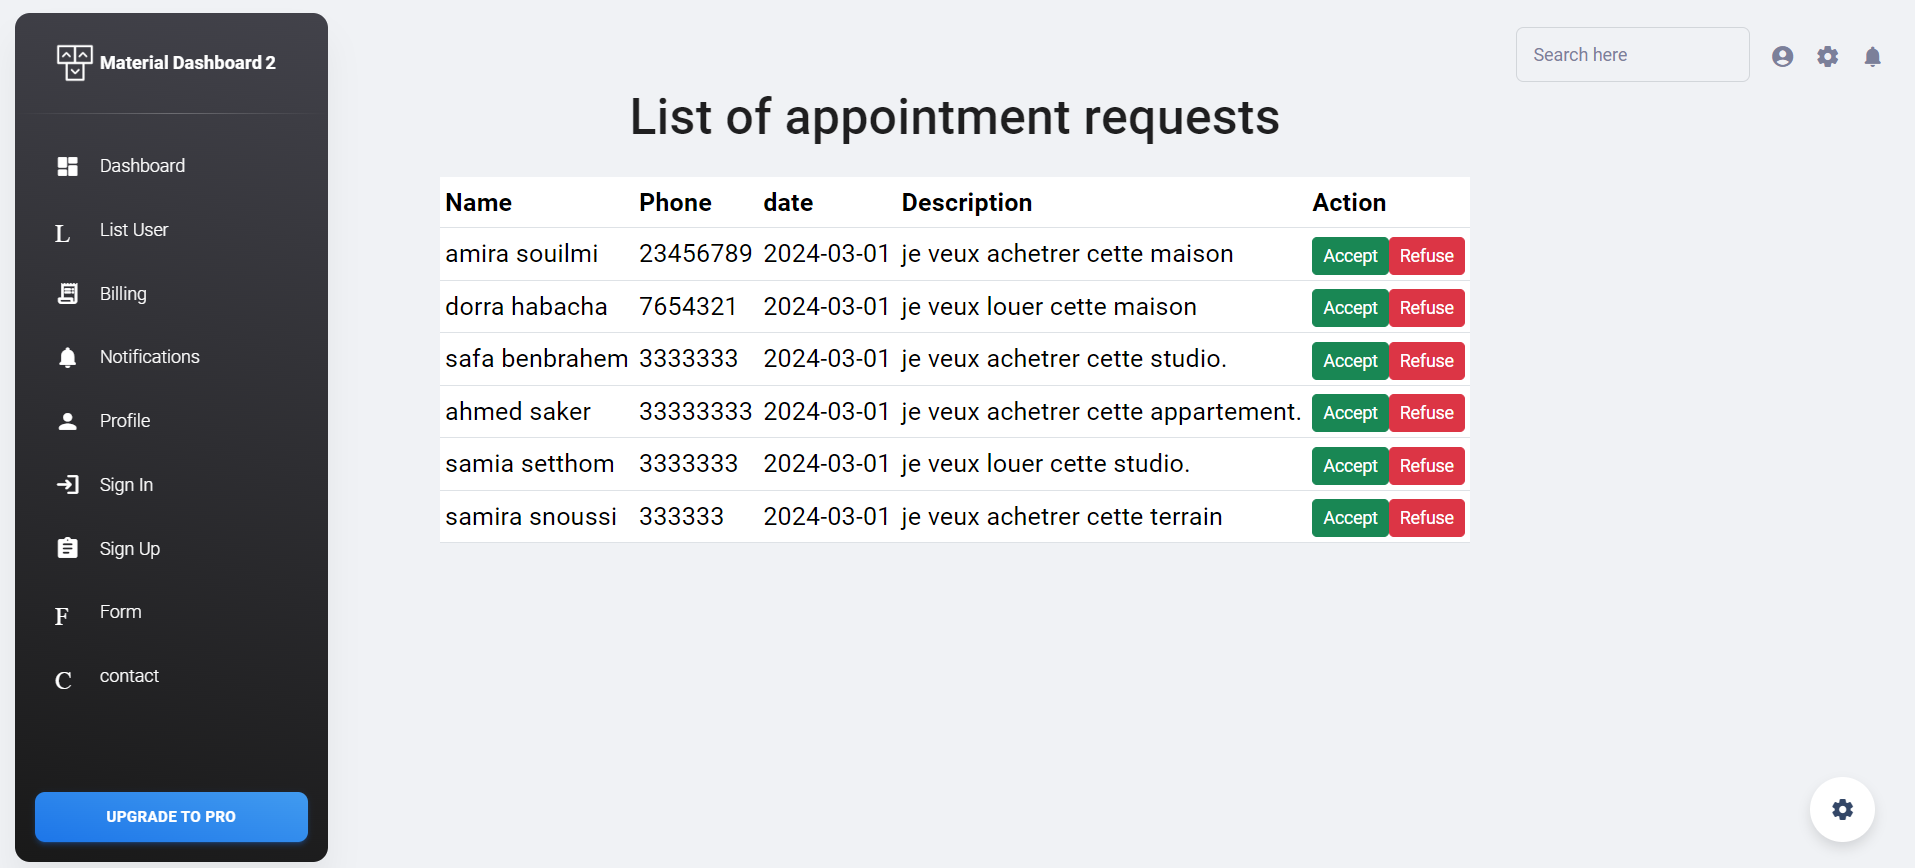 Material Dashboard 2
Dashboard
L List User
Billing
Notifications
Profile
Sign In
Sign Up
F Form
C contact
UPGRADE TO PRO
Search here
List of appointment requests
Name Phone date Description Action
amira souilmi 23456789 2024-03-01 je veux achetrer cette maison Accept Refuse
dorra habacha 7654321 2024-03-01 je veux louer cette maison Accept Refuse
safa benbrahem 3333333 2024-03-01 je veux achetrer cette studio. Accept Refuse
ahmed saker 33333333 2024-03-01 je veux achetrer cette appartement. Accept Refuse
samia setthom 3333333 2024-03-01 je veux louer cette studio. Accept Refuse
samira snoussi 333333 2024-03-01 je veux achetrer cette terrain Accept Refuse